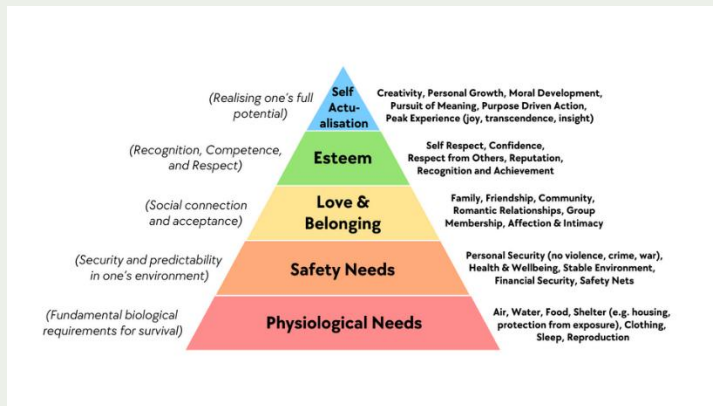 (Realising one's full
potential)
Self
Actu-
alisation
Creativity, Personal Growth, Moral Development,
Pursuit of Meaning, Purpose Driven Action,
Peak Experience (joy, transcendence, insight)
(Recognition, Competence,
and Respect)
Esteem
Self Respect, Confidence,
Respect from Others, Reputation,
Recognition and Achievement
(Social connection
and acceptance)
Love &
Belonging
Family, Friendship, Community,
Romantic Relationships, Group
Membership, Affection & Intimacy
(Security and predictability
in one's environment)
Safety Needs
Personal Security (no violence, crime, war),
Health & Wellbeing, Stable Environment,
Financial Security, Safety Nets
(Fundamental biological
requirements for survival)
Physiological Needs
Air, Water, Food, Shelter (e.g. housing,
protection from exposure), Clothing,
Sleep, Reproduction